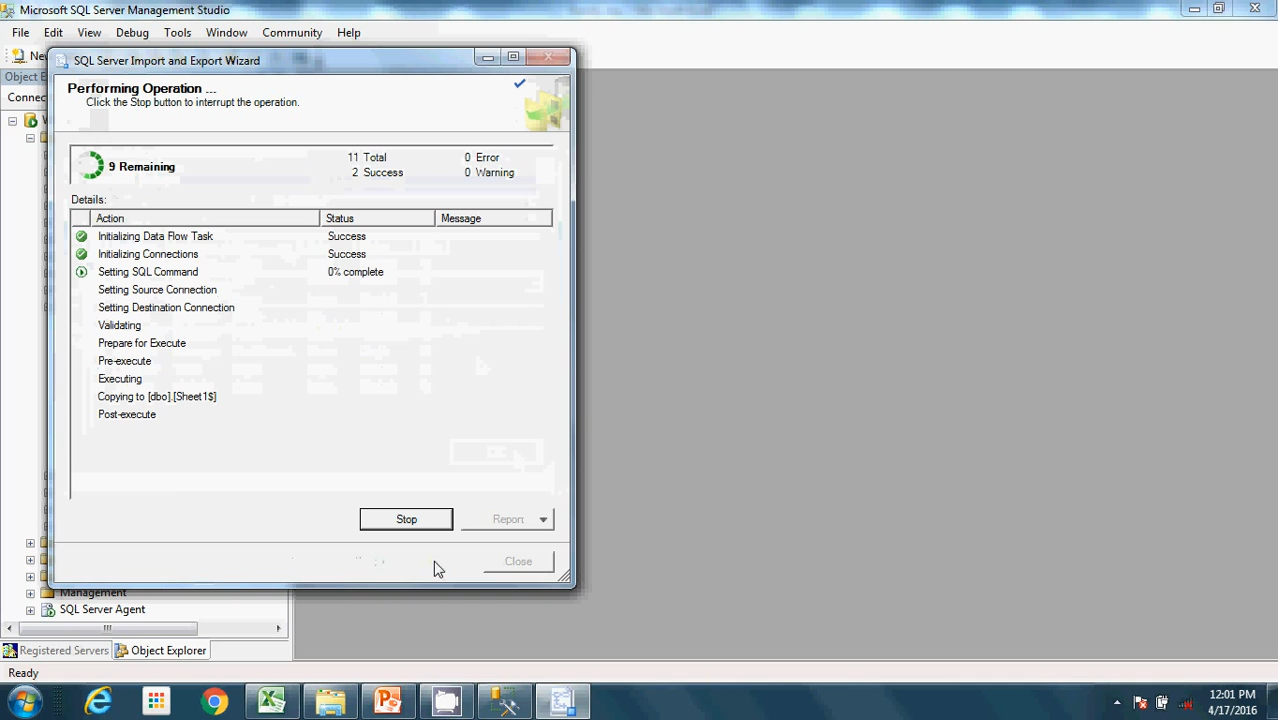 Microsoft SQL Server Management Studio
File Edit View Debug Tools Window Community Help
SQL Server Import and Export Wizard
Object E
Performing Operation ...
Click the Stop button to interrupt the operation.
Connec
9 Remaining
11 Total 0 Error
2 Success 0 Warning
Details:
Action Status Message
Initializing Data Flow Task Success
Initializing Connections Success
Setting SQL Command 0% complete
Setting Source Connection
Setting Destination Connection
Validating
Prepare for Execute
Pre-execute
Executing
Copying to [dbo].[Sheet1$]
Post-execute
Stop Report
Close
Management
SQL Server Agent
Registered Servers Object Explorer
Ready
12:01 PM
4/17/2016